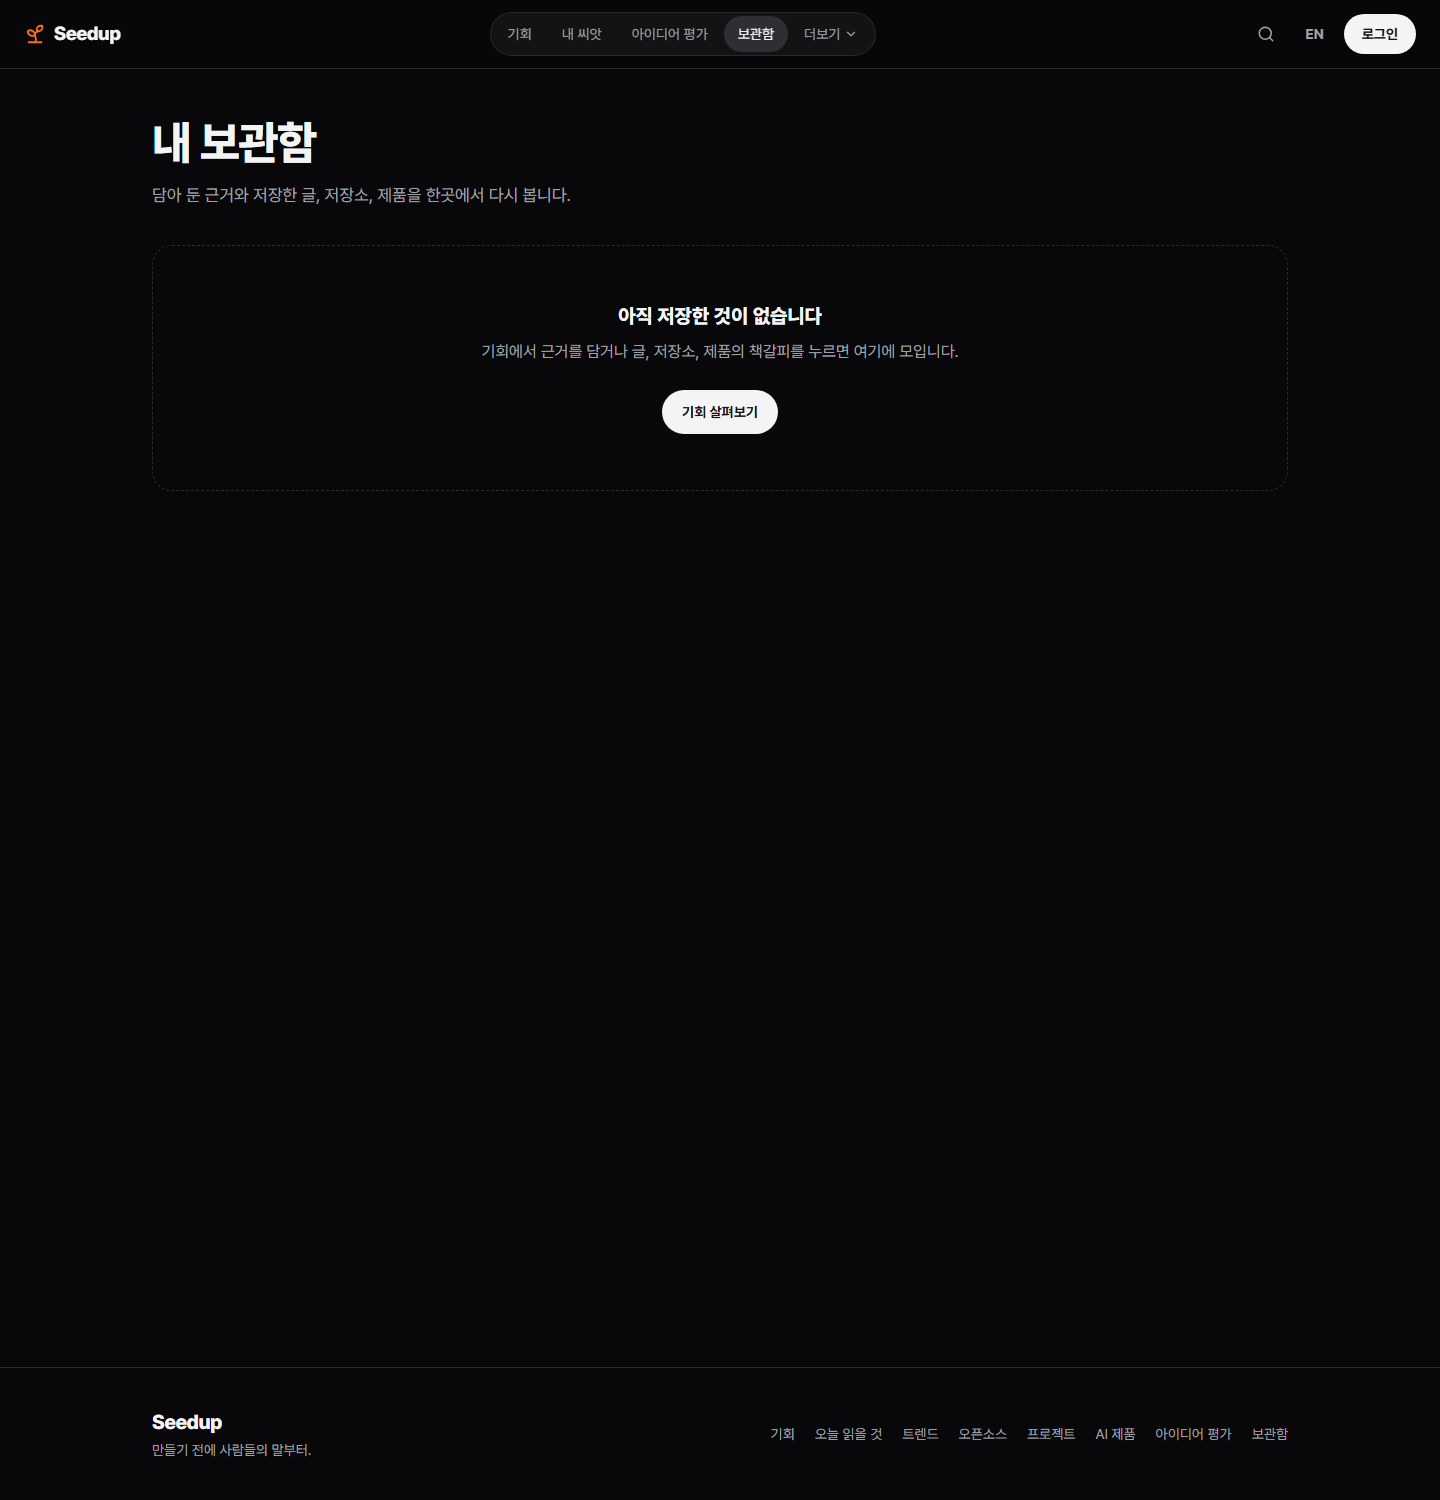 Seedup
기회 내 씨앗 아이디어 평가 보관함 더보기
EN 로그인
내 보관함
담아 둔 근거와 저장한 글, 저장소, 제품을 한곳에서 다시 봅니다.
아직 저장한 것이 없습니다
기회에서 근거를 담거나 글, 저장소, 제품의 책갈피를 누르면 여기에 모입니다.
기회 살펴보기
Seedup
만들기 전에 사람들의 말부터.
기회 오늘 읽을 것 트렌드 오픈소스 프로젝트 AI 제품 아이디어 평가 보관함